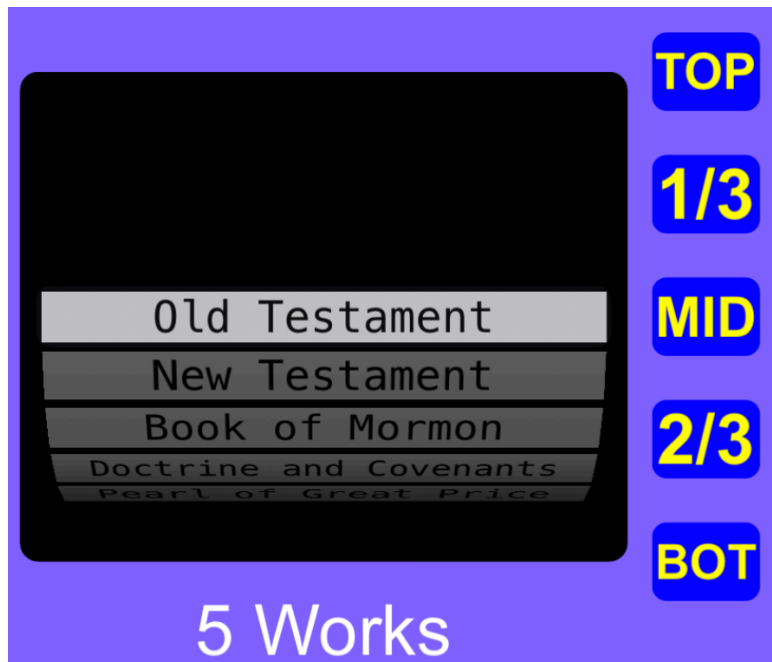 TOP
1/3
Old Testament
MID
New Testament
Book of Mormon
2/3
Doctrine and Covenants
Pearl of Great Price
BOT
5 Works